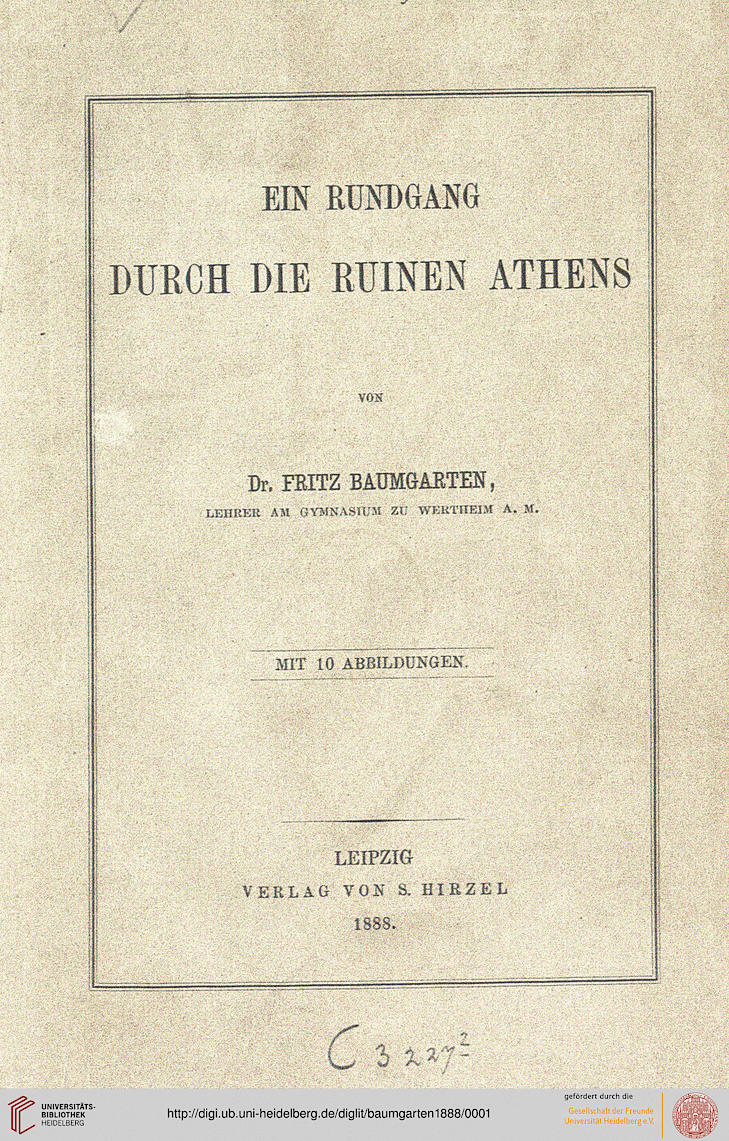 EIN RUNDGANG
DURCH DIE RUINEN ATHENS
VON
Dr. FRITZ BAUMGARTEN,
LEHRER AM GYMNASIUM ZU WERTHEIM A. M.
MIT 10 ABBILDUNGEN.
LEIPZIG
VERLAG VON S. HIRZEL
1888.
C 3227²
UNIVERSITÄTS-
BIBLIOTHEK
HEIDELBERG
http://digi.ub.uni-heidelberg.de/diglit/baumgarten1888/0001
gefördert durch die
Gesellschaft der Freunde
Universität Heidelberg e.V.